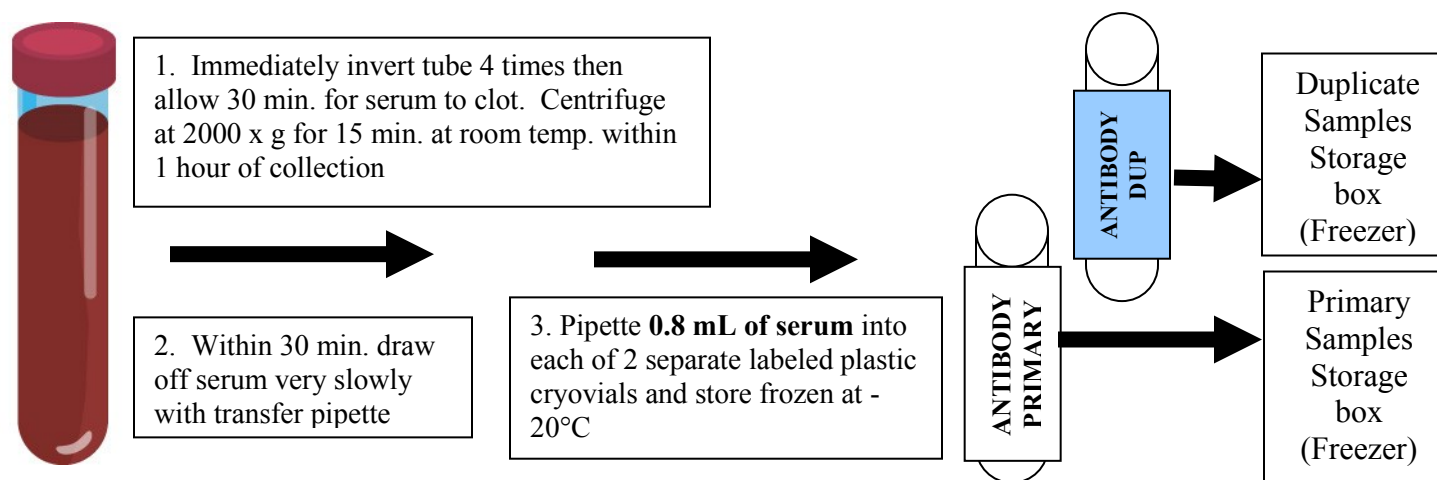 1.  Immediately invert tube 4 times then
allow 30 min. for serum to clot.  Centrifuge
at 2000 x g for 15 min. at room temp. within
1 hour of collection
2.  Within 30 min. draw
off serum very slowly
with transfer pipette
3. Pipette 0.8 mL of serum into
each of 2 separate labeled plastic
cryovials and store frozen at -
20°C
ANTIBODY
DUP
Duplicate
Samples
Storage
box
(Freezer)
ANTIBODY
PRIMARY
Primary
Samples
Storage
box
(Freezer)